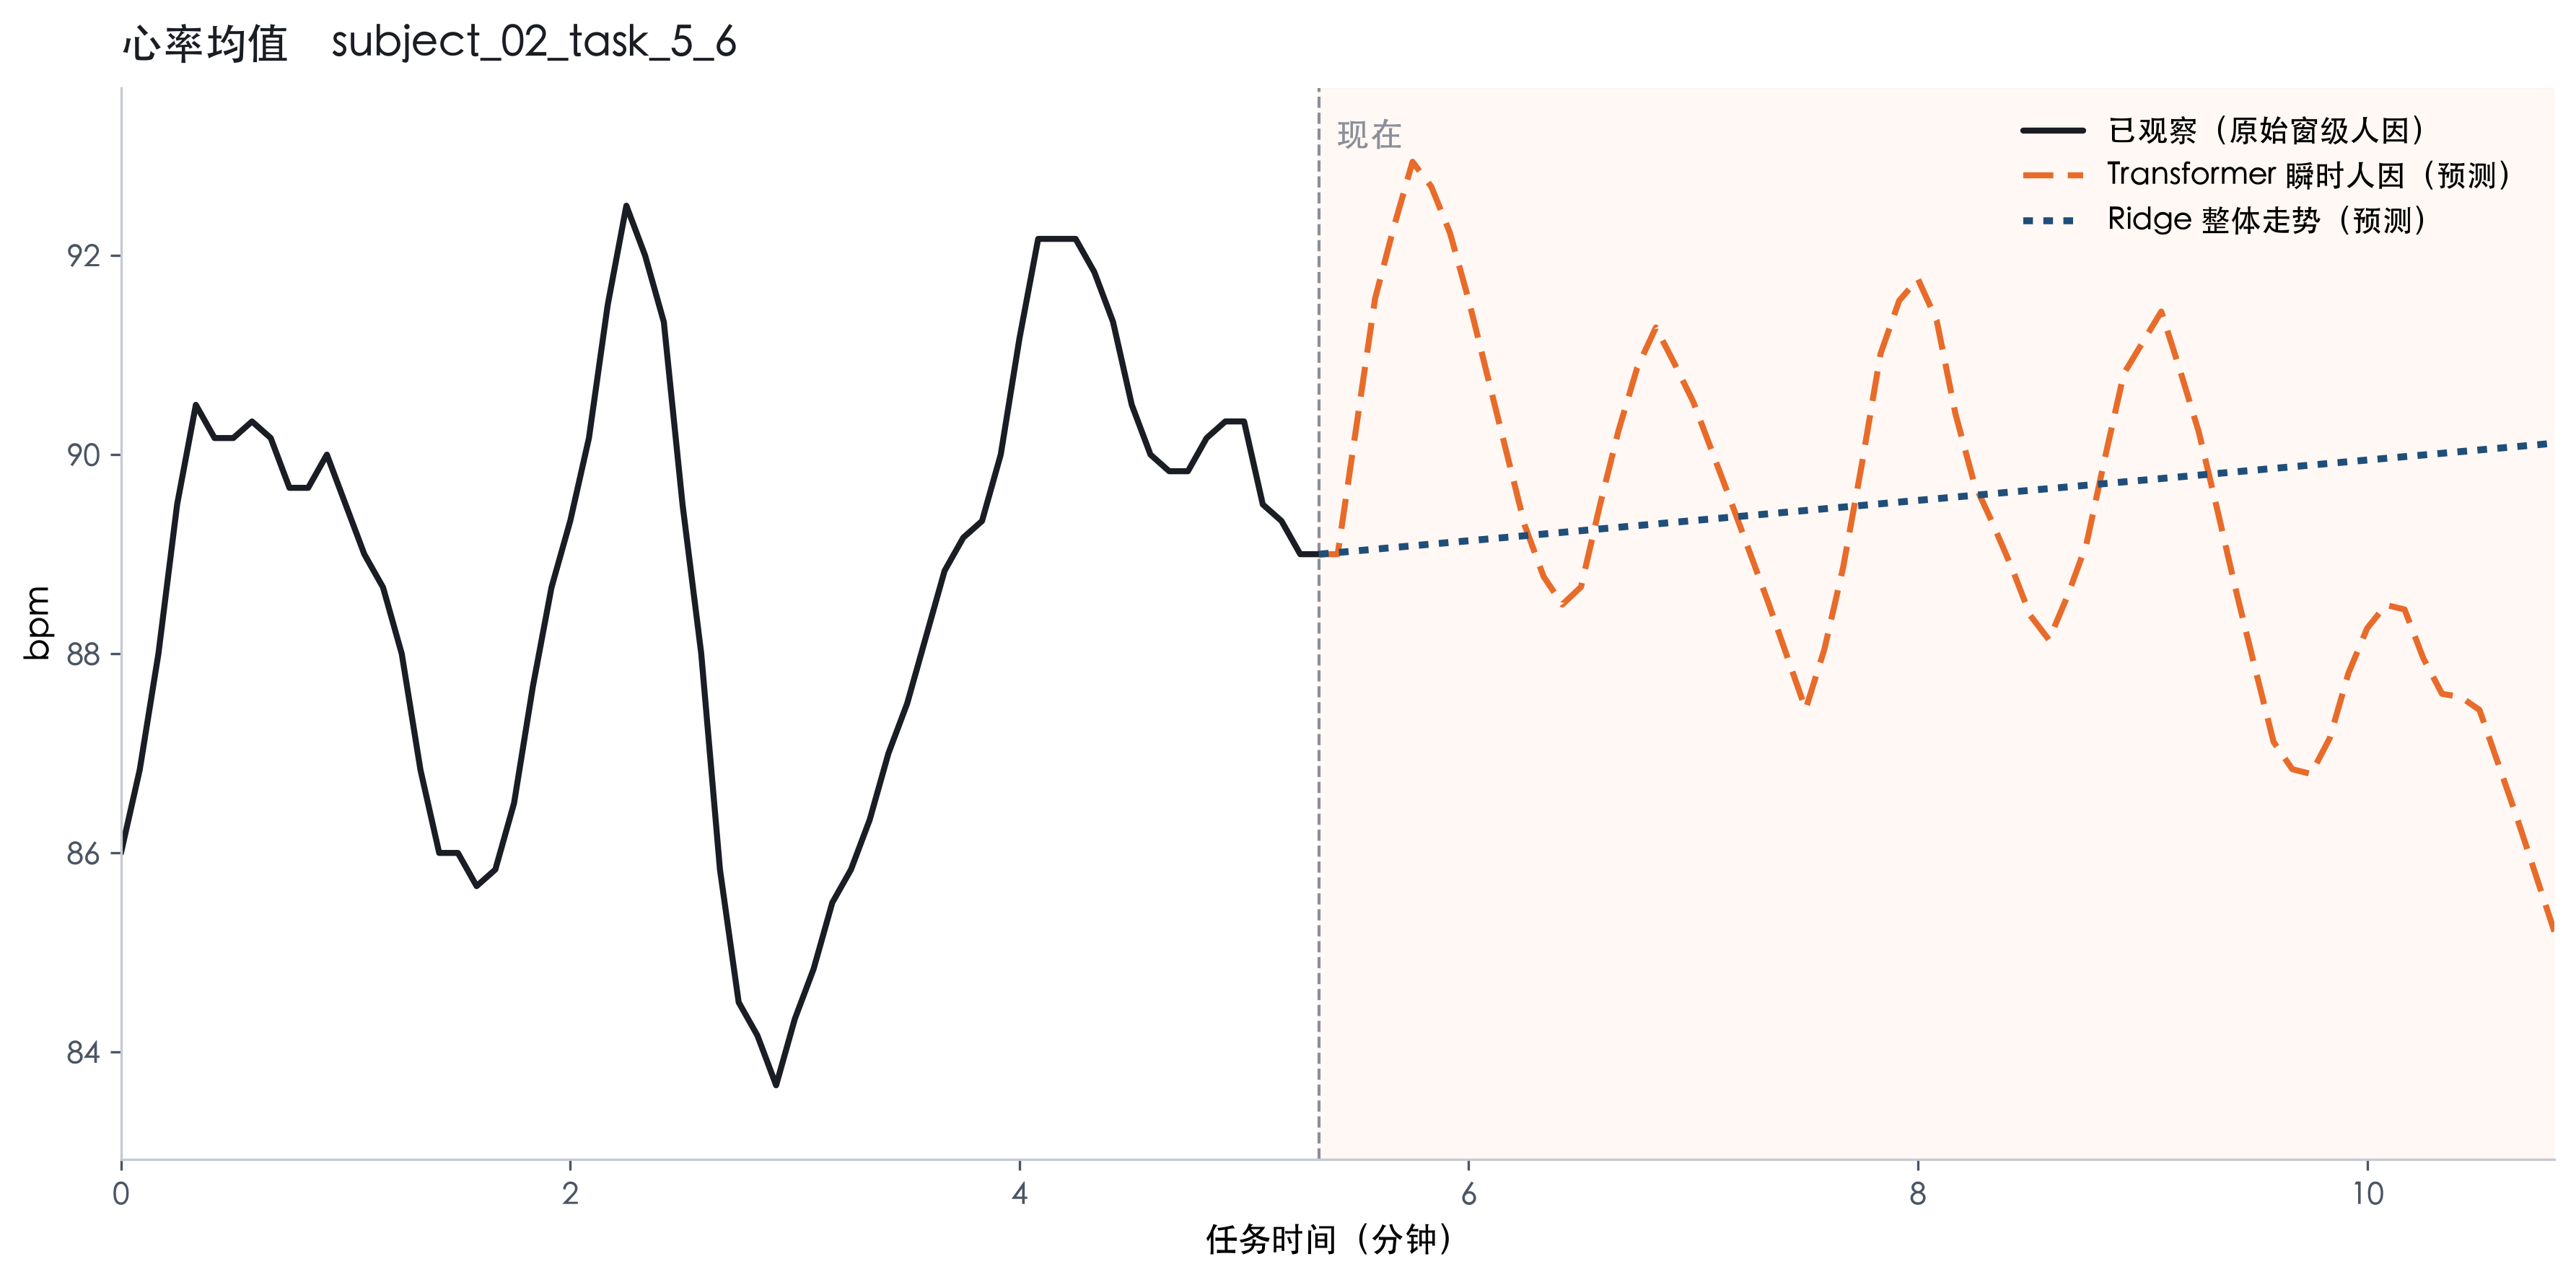 心率均值 subject_02_task_5_6
现在
已观察（原始窗级人因）
Transformer 瞬时人因（预测）
Ridge 整体走势（预测）
92
90
88
86
84
bpm
0 2 4 6 8 10
任务时间（分钟）